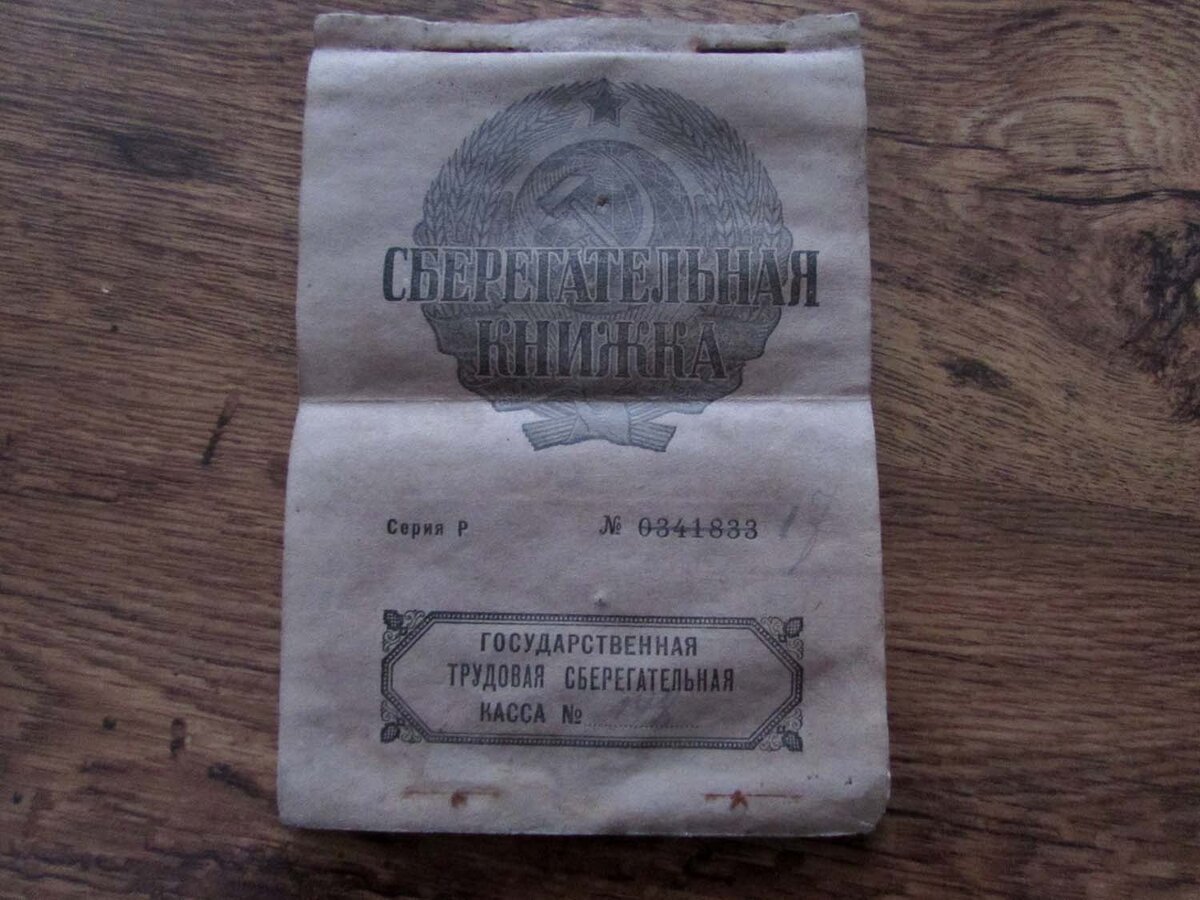 СБЕРЕГАТЕЛЬНАЯ
КНИЖКА
Серия Р № 0341833
ГОСУДАРСТВЕННАЯ
ТРУДОВАЯ СБЕРЕГАТЕЛЬНАЯ
КАССА №